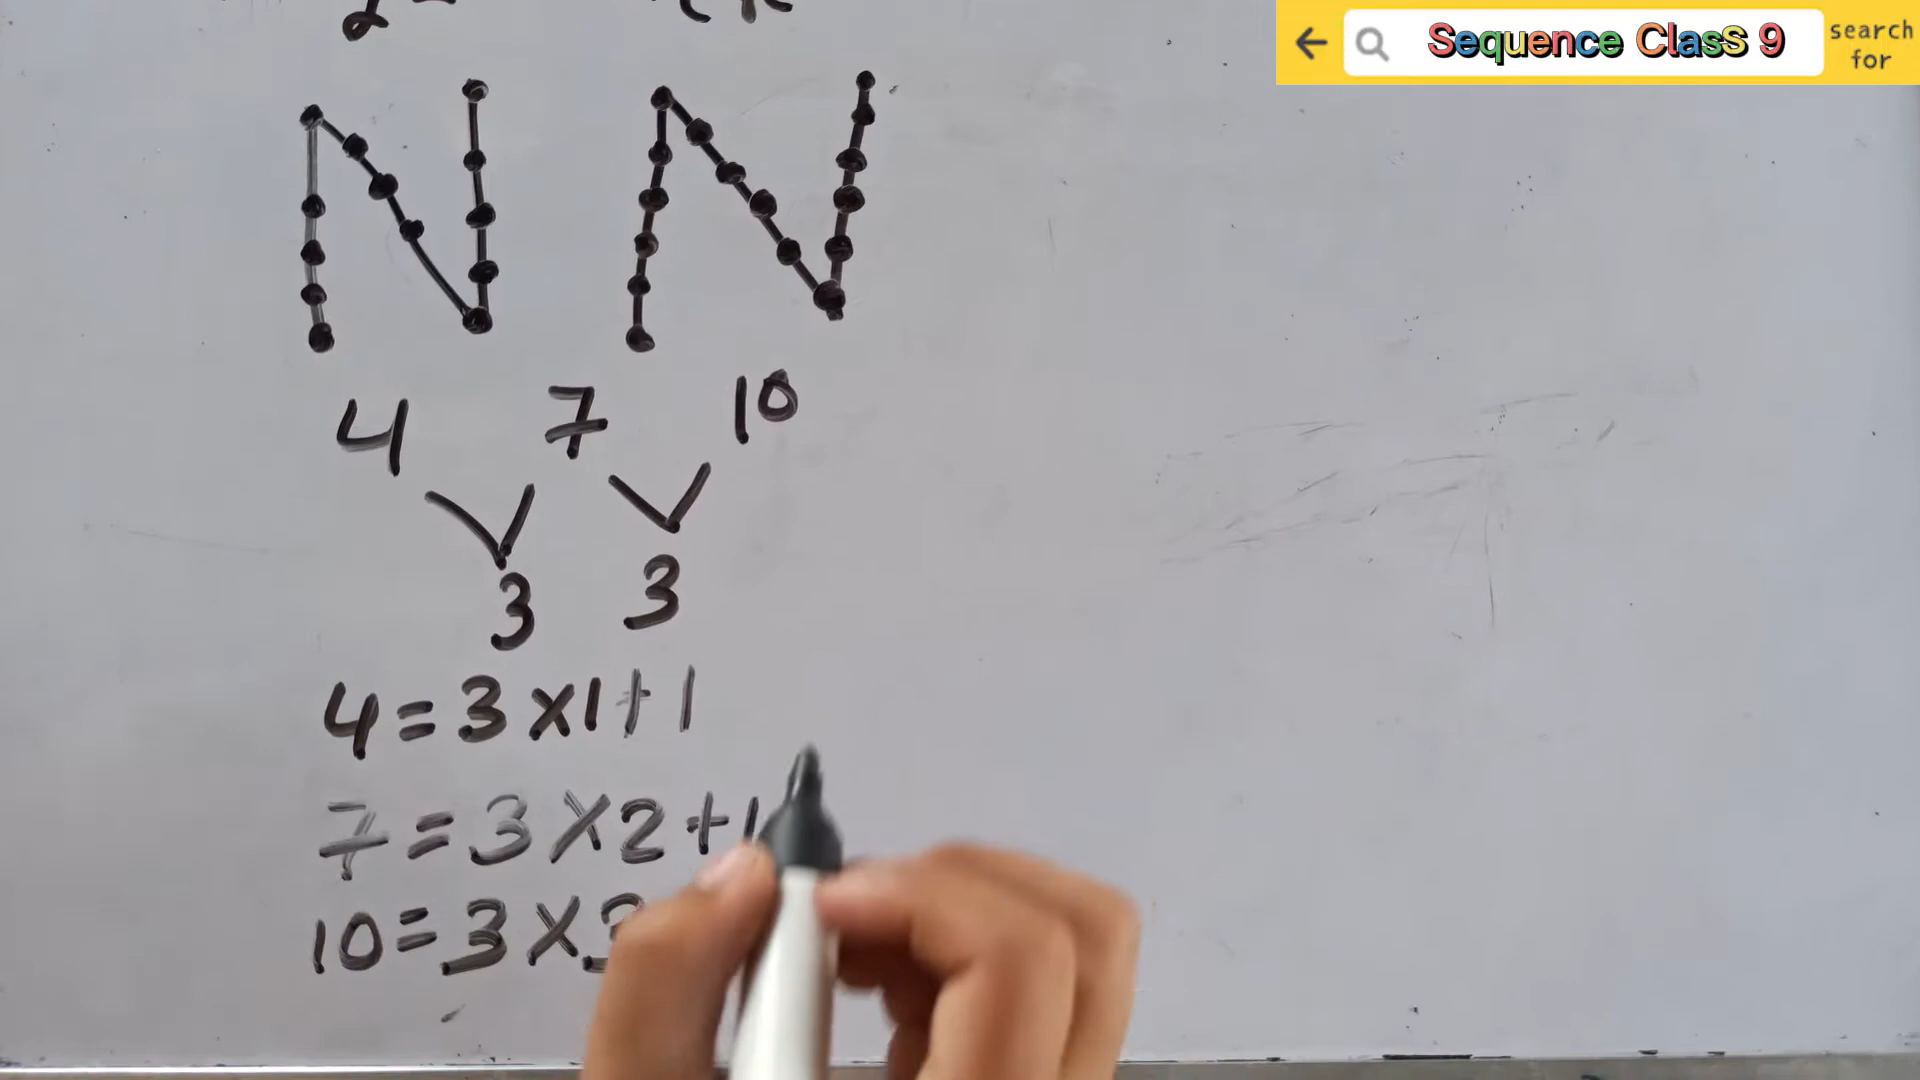 Sequence Class 9
search
for
4 7 10
3 3
4=3×1+1
7=3×2+1
10=3×3